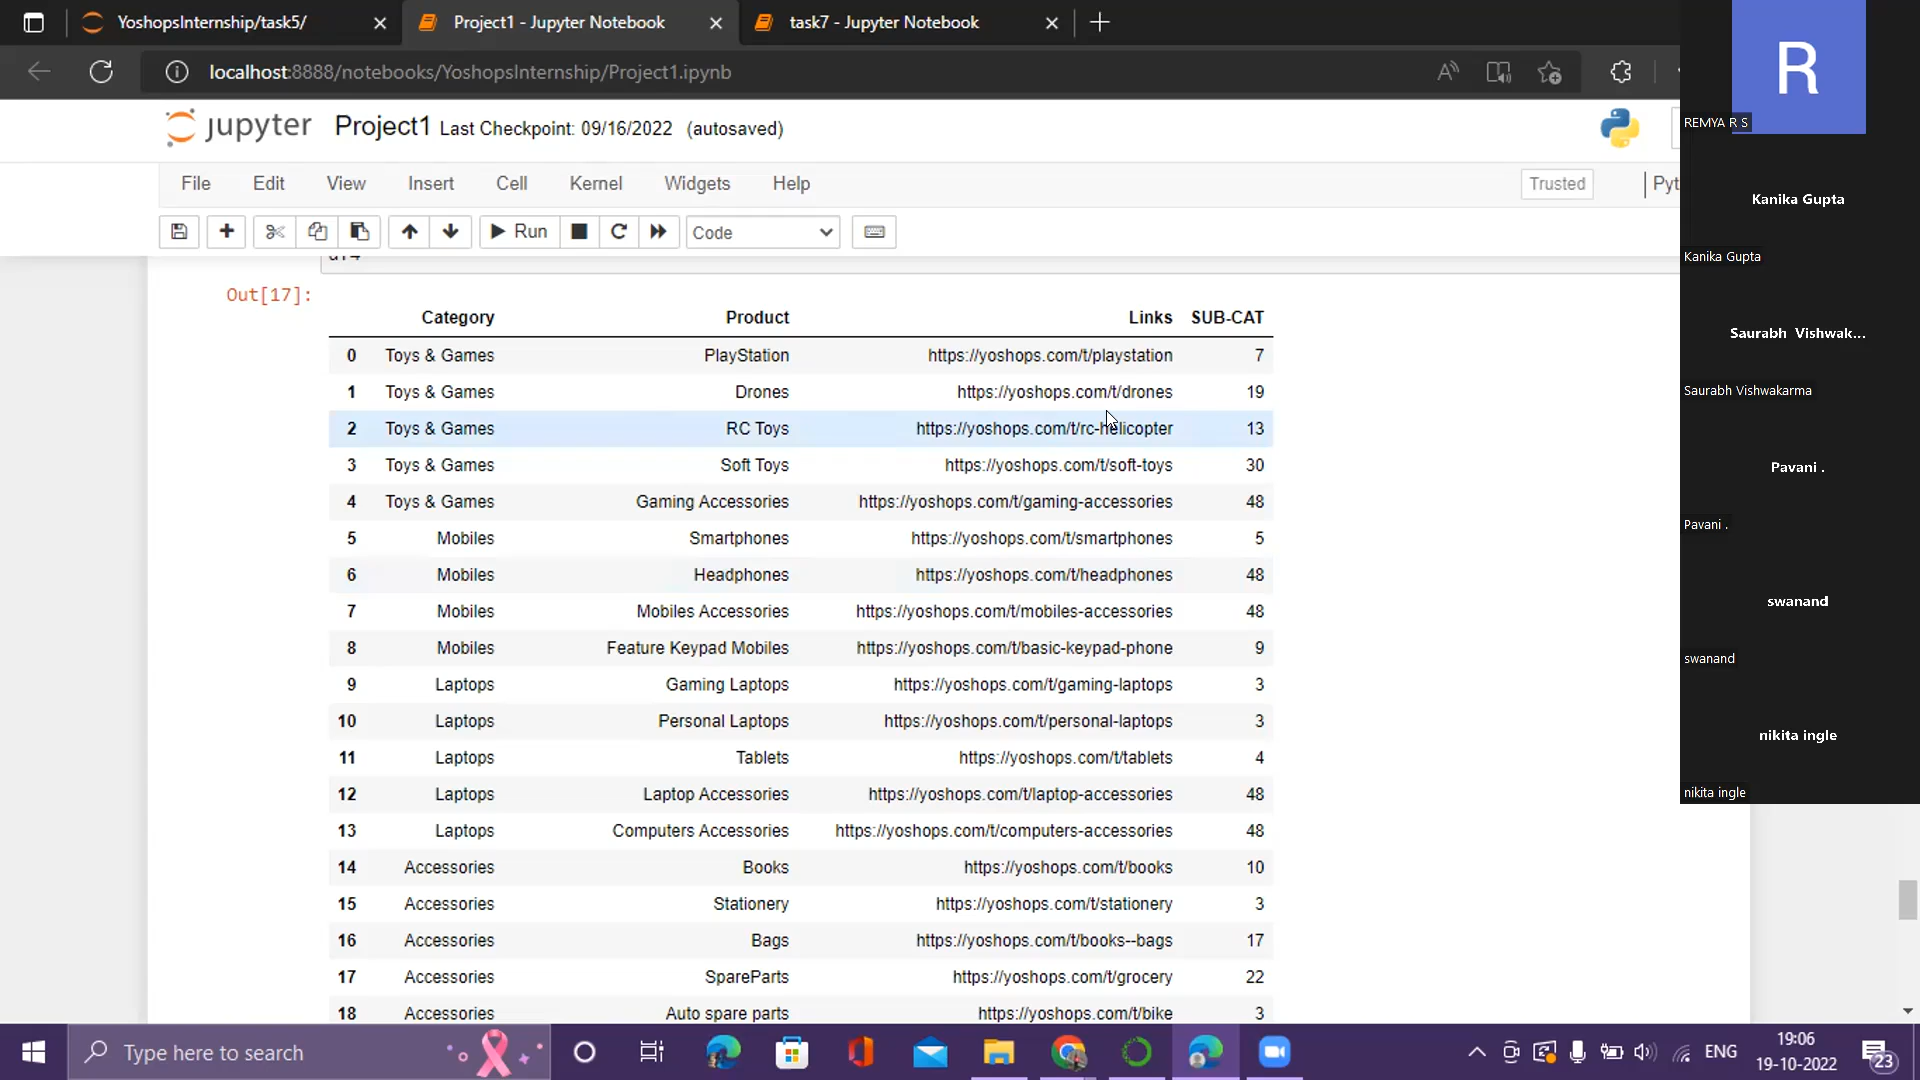 YoshopsInternship/task5/
Project1 - Jupyter Notebook
task7 - Jupyter Notebook
localhost:8888/notebooks/YoshopsInternship/Project1.ipynb
jupyter Project1 Last Checkpoint: 09/16/2022 (autosaved)
File Edit View Insert Cell Kernel Widgets Help Trusted Pyt
Run Code
Out[17]:
Category Product Links SUB-CAT
0 Toys & Games PlayStation https://yoshops.com/t/playstation 7
1 Toys & Games Drones https://yoshops.com/t/drones 19
2 Toys & Games RC Toys https://yoshops.com/t/rc-helicopter 13
3 Toys & Games Soft Toys https://yoshops.com/t/soft-toys 30
4 Toys & Games Gaming Accessories https://yoshops.com/t/gaming-accessories 48
5 Mobiles Smartphones https://yoshops.com/t/smartphones 5
6 Mobiles Headphones https://yoshops.com/t/headphones 48
7 Mobiles Mobiles Accessories https://yoshops.com/t/mobiles-accessories 48
8 Mobiles Feature Keypad Mobiles https://yoshops.com/t/basic-keypad-phone 9
9 Laptops Gaming Laptops https://yoshops.com/t/gaming-laptops 3
10 Laptops Personal Laptops https://yoshops.com/t/personal-laptops 3
11 Laptops Tablets https://yoshops.com/t/tablets 4
12 Laptops Laptop Accessories https://yoshops.com/t/laptop-accessories 48
13 Laptops Computers Accessories https://yoshops.com/t/computers-accessories 48
14 Accessories Books https://yoshops.com/t/books 10
15 Accessories Stationery https://yoshops.com/t/stationery 3
16 Accessories Bags https://yoshops.com/t/books--bags 17
17 Accessories SpareParts https://yoshops.com/t/grocery 22
18 Accessories Auto spare parts https://yoshops.com/t/bike 3
R
REMYA R S
Kanika Gupta
Kanika Gupta
Saurabh Vishwak...
Saurabh Vishwakarma
Pavani .
Pavani .
swanand
swanand
nikita ingle
nikita ingle
Type here to search
ENG
19:06
19-10-2022
23